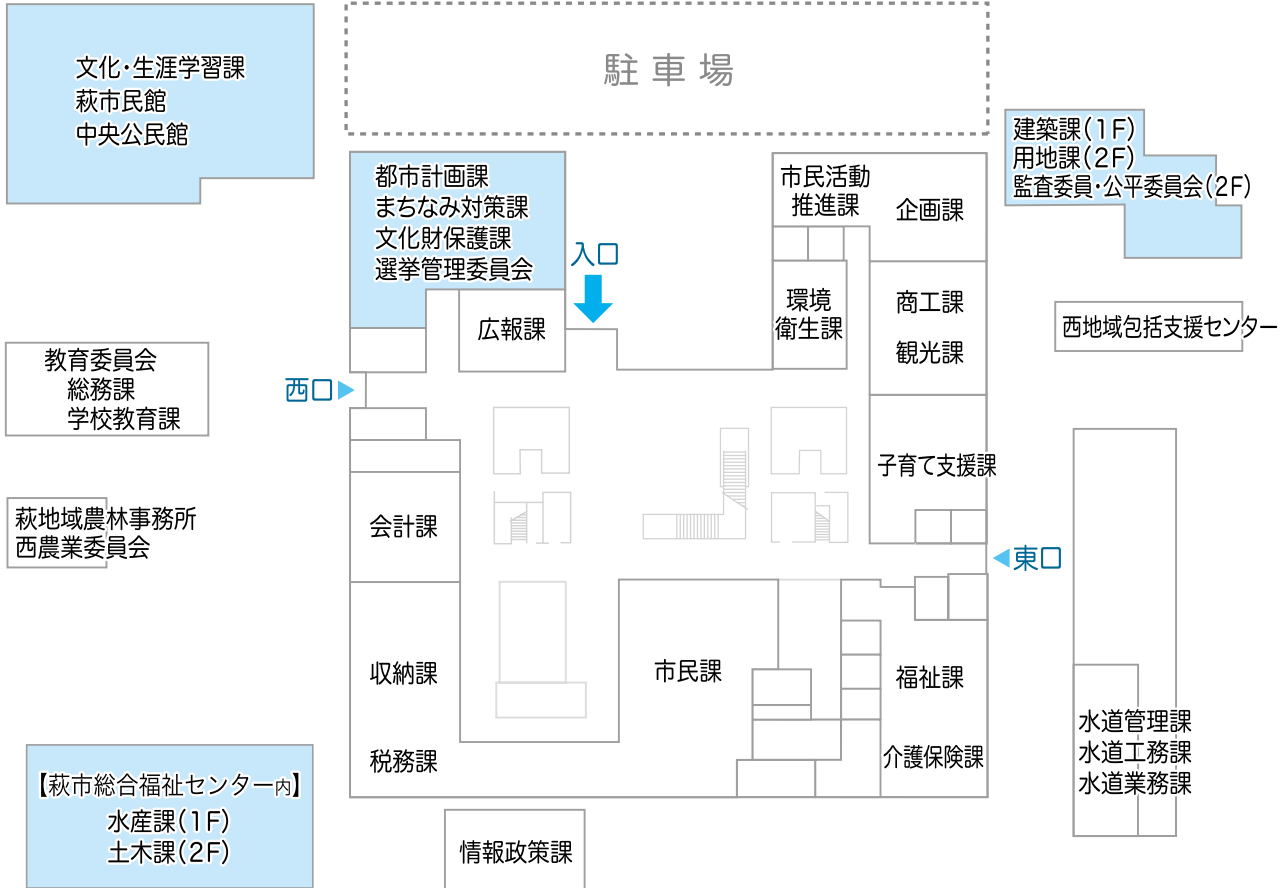 文化・生涯学習課
萩市民館
中央公民館
駐車場
建築課(1F)
用地課(2F)
監査委員・公平委員会(2F)
都市計画課
まちなみ対策課
文化財保護課
選挙管理委員会
入口
市民活動
推進課
企画課
広報課
環境
衛生課
商工課
観光課
西地域包括支援センター
教育委員会
総務課
学校教育課
西口
子育て支援課
萩地域農林事務所
西農業委員会
会計課
東口
収納課
市民課
福祉課
税務課
介護保険課
水道管理課
水道工務課
水道業務課
【萩市総合福祉センター内】
水産課(1F)
土木課(2F)
情報政策課